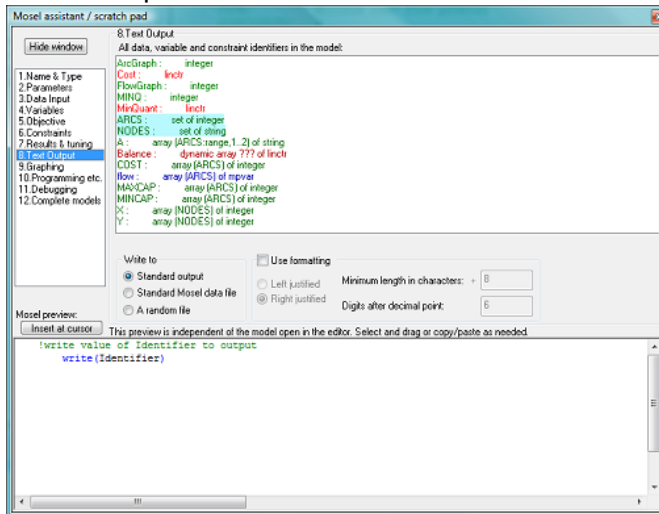 Mosel assistant / scratch pad
Hide window
8.Text Output
All data, variable and constraint identifiers in the model:
1.Name & Type
2.Parameters
3.Data Input
4.Variables
5.Objective
6.Constraints
7.Results & tuning
8.Text Output
9.Graphing
10.Programming etc.
11.Debugging
12.Complete models
ArcGraph : integer
Cost : linctr
FlowGraph : integer
MINQ : integer
MinQuant : linctr
ARCS : set of integer
NODES : set of string
A : array (ARCS:range,1..2) of string
Balance : dynamic array ??? of linctr
COST : array (ARCS) of integer
flow : array (ARCS) of mpvar
MAXCAP : array (ARCS) of integer
MINCAP : array (ARCS) of integer
X : array (NODES) of integer
Y : array (NODES) of integer
Write to
Standard output
Standard Mosel data file
A random file
Use formatting
Left justified
Right justified
Minimum length in characters: + 8
Digits after decimal point: 6
Mosel preview:
Insert at cursor
This preview is independent of the model open in the editor. Select and drag or copy/paste as needed.
!write value of Identifier to output
write(Identifier)